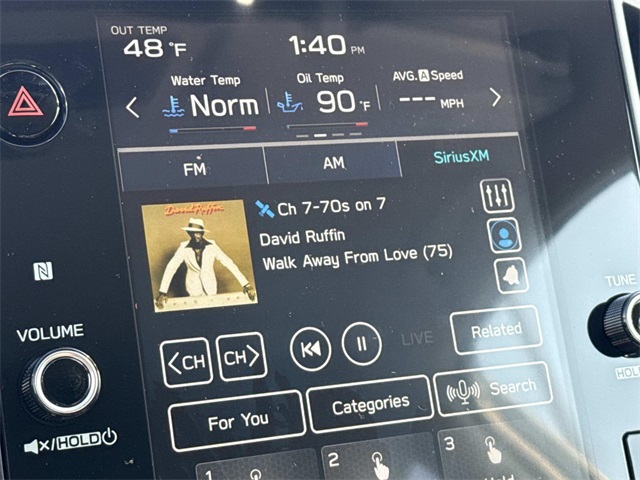 OUT TEMP
48 °F
1:40 PM
Water Temp
Norm
Oil Temp
90 °F
AVG. A Speed
--- MPH
FM
AM
SiriusXM
David Ruffin
Ch 7-70s on 7
David Ruffin
Walk Away From Love (75)
N
VOLUME
HOLD
<CH
CH>
LIVE
Related
For You
Categories
Search
TUNE
HOLD
1
2
3
Hold